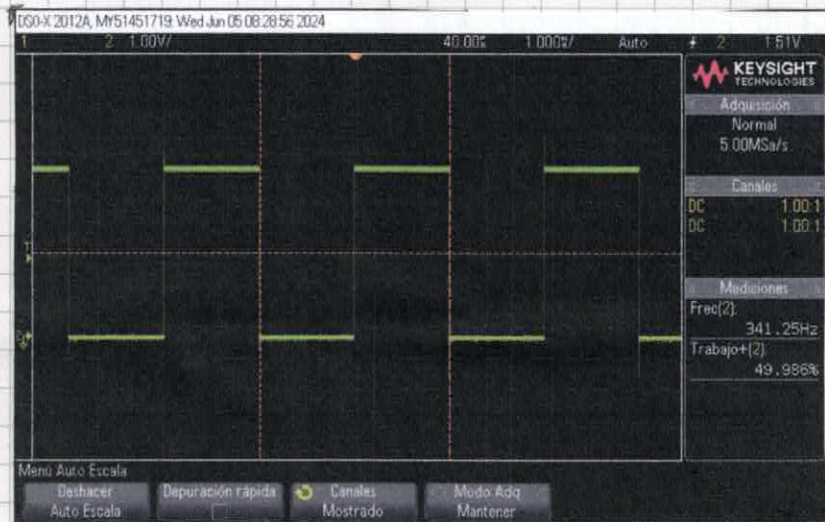 DSO-X 2012A, MY51451719: Wed Jun 05 08:28:56 2024
1 2 1.00V/ 40.00% 1.000%/ Auto 2 1.51V
KEYSIGHT
TECHNOLOGIES
Adquisición
Normal
5.00MSa/s
Canales
DC 1.00:1
DC 1.00:1
Mediciones
Frec(2):
341.25Hz
Trabajo+(2):
49.986%
T
2
Menú Auto Escala
Deshacer
Auto Escala
Depuración rápida
Canales
Mostrado
Modo Adq
Mantener